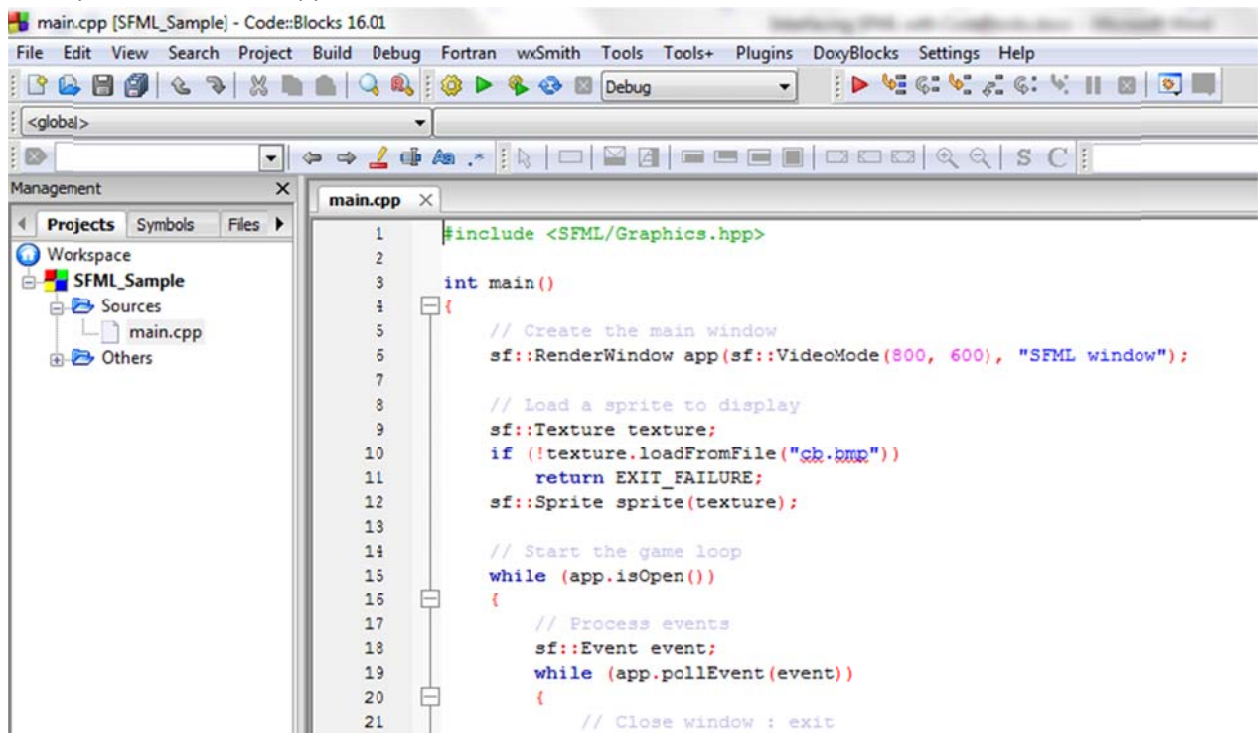 main.cpp [SFML_Sample] - Code::Blocks 16.01
File Edit View Search Project Build Debug Fortran wxSmith Tools Tools+ Plugins DoxyBlocks Settings Help
Debug
<global>
S C
Management
main.cpp
Projects Symbols Files
Workspace
SFML_Sample
Sources
main.cpp
Others
1 #include <SFML/Graphics.hpp>
2
3 int main()
4 {
5 // Create the main window
6 sf::RenderWindow app(sf::VideoMode(800, 600), "SFML window");
7
8 // Load a sprite to display
9 sf::Texture texture;
10 if (!texture.loadFromFile("cb.bmp"))
11 return EXIT_FAILURE;
12 sf::Sprite sprite(texture);
13
14 // Start the game loop
15 while (app.isOpen())
16 {
17 // Process events
18 sf::Event event;
19 while (app.pollEvent(event))
20 {
21 // Close window : exit